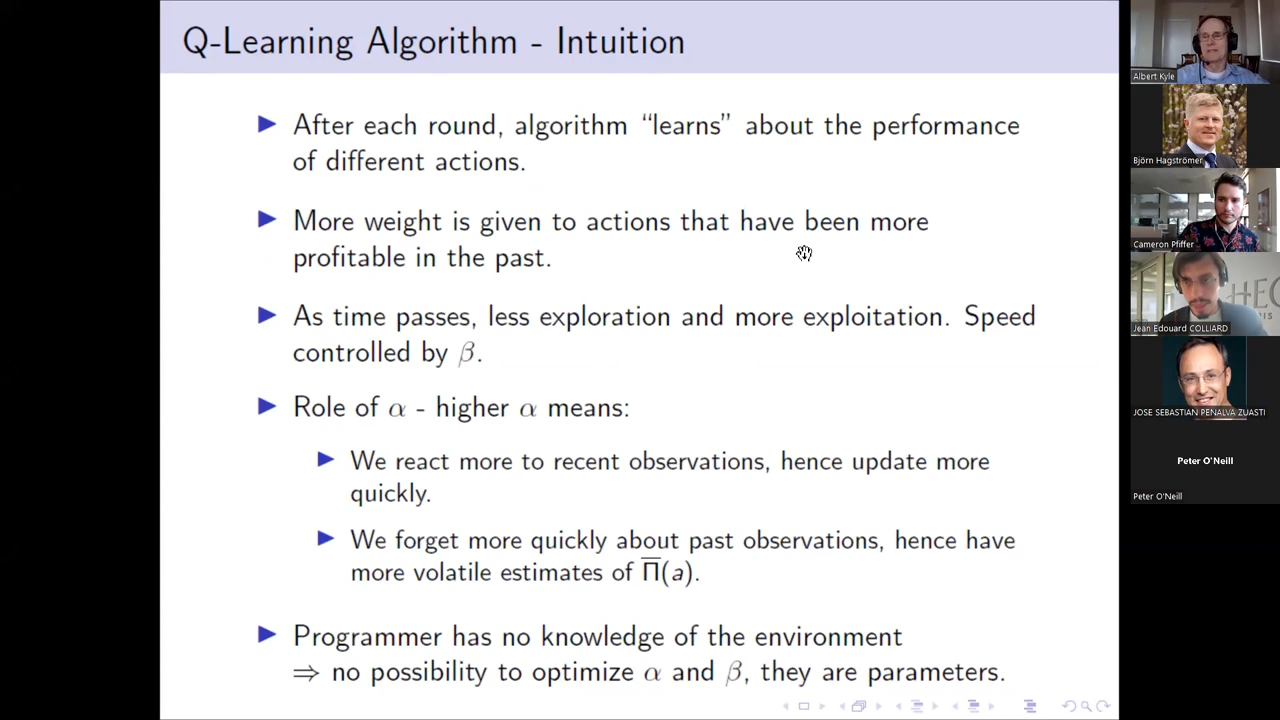 Q-Learning Algorithm - Intuition
After each round, algorithm “learns” about the performance
of different actions.
More weight is given to actions that have been more
profitable in the past.
As time passes, less exploration and more exploitation. Speed
controlled by β.
Role of α - higher α means:
We react more to recent observations, hence update more
quickly.
We forget more quickly about past observations, hence have
more volatile estimates of Π̅(a).
Programmer has no knowledge of the environment
⇒ no possibility to optimize α and β, they are parameters.
Albert Kyle
Björn Hagströmer
Cameron Pfiffer
HEC
Jean Edouard COLLIARD
JOSE SEBASTIAN PENALVA ZUASTI
Peter O'Neill
Peter O'Neill